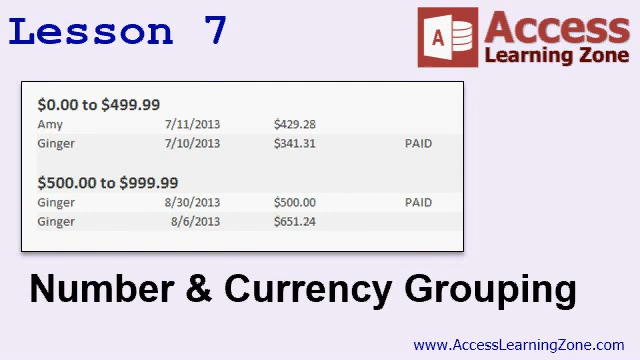 Lesson 7
A
Access
Learning Zone
$0.00 to $499.99
Amy 7/11/2013 $429.28
Ginger 7/10/2013 $341.31 PAID
$500.00 to $999.99
Ginger 8/30/2013 $500.00 PAID
Ginger 8/6/2013 $651.24
Number & Currency Grouping
www.AccessLearningZone.com